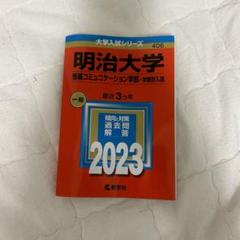 大学入試シリーズ
406
明治大学
情報コミュニケーション学部-学部別入試
一般
最近3カ年
傾向と対策
過去問
解答
2023
教学社